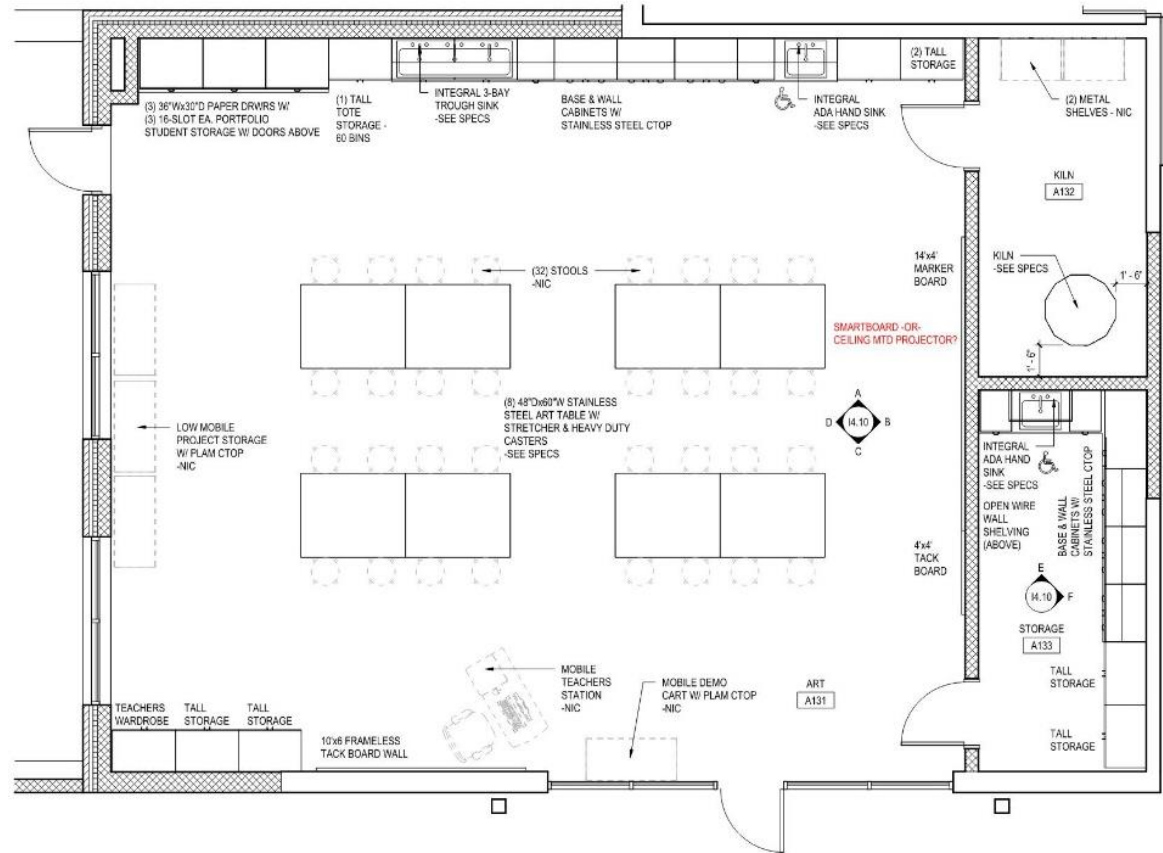 (3) 36"Wx30"D PAPER DRWRS W/
(3) 16-SLOT EA. PORTFOLIO
STUDENT STORAGE W/ DOORS ABOVE
(1) TALL
TOTE
STORAGE -
60 BINS
INTEGRAL 3-BAY
TROUGH SINK
-SEE SPECS
BASE & WALL
CABINETS W/
STAINLESS STEEL CTOP
INTEGRAL
ADA HAND SINK
-SEE SPECS
(2) TALL
STORAGE
(2) METAL
SHELVES - NIC
KILN
A132
KILN
-SEE SPECS
1' - 6"
1' - 6"
(32) STOOLS
-NIC
14'x4'
MARKER
BOARD
SMARTBOARD -OR-
CEILING MTD PROJECTOR?
(8) 48"Dx60"W STAINLESS
STEEL ART TABLE W/
STRETCHER & HEAVY DUTY
CASTERS
-SEE SPECS
A
D I4.10 B
C
LOW MOBILE
PROJECT STORAGE
W/ PLAM CTOP
-NIC
INTEGRAL
ADA HAND
SINK
-SEE SPECS
OPEN WIRE
WALL
SHELVING
(ABOVE)
BASE & WALL
CABINETS W/
STAINLESS STEEL CTOP
4'x4'
TACK
BOARD
E
I4.10 F
STORAGE
A133
TALL
STORAGE
TALL
STORAGE
MOBILE
TEACHERS
STATION
-NIC
MOBILE DEMO
CART W/ PLAM CTOP
-NIC
ART
A131
TEACHERS
WARDROBE
TALL
STORAGE
TALL
STORAGE
10'x6 FRAMELESS
TACK BOARD WALL